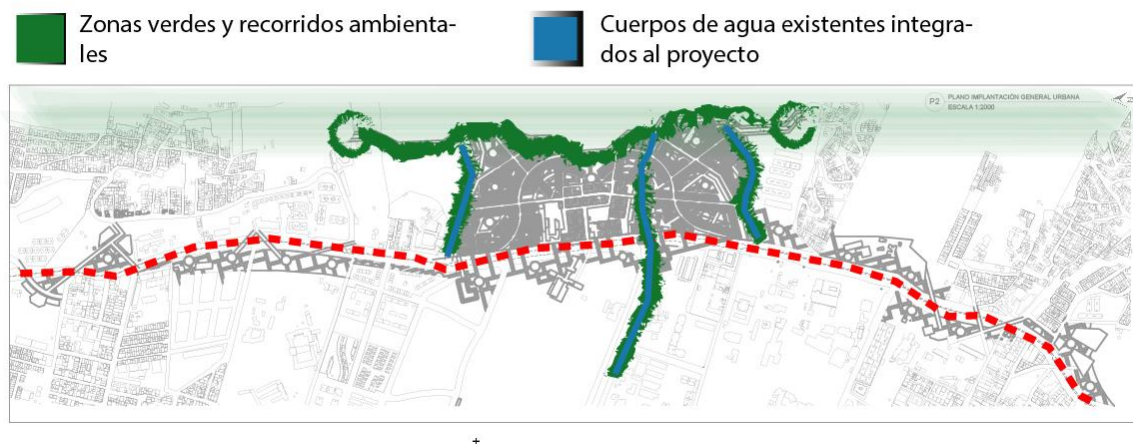 Zonas verdes y recorridos ambienta-
les
Cuerpos de agua existentes integra-
dos al proyecto
P2 PLANO IMPLANTACIÓN GENERAL URBANA
ESCALA 1:2000
N